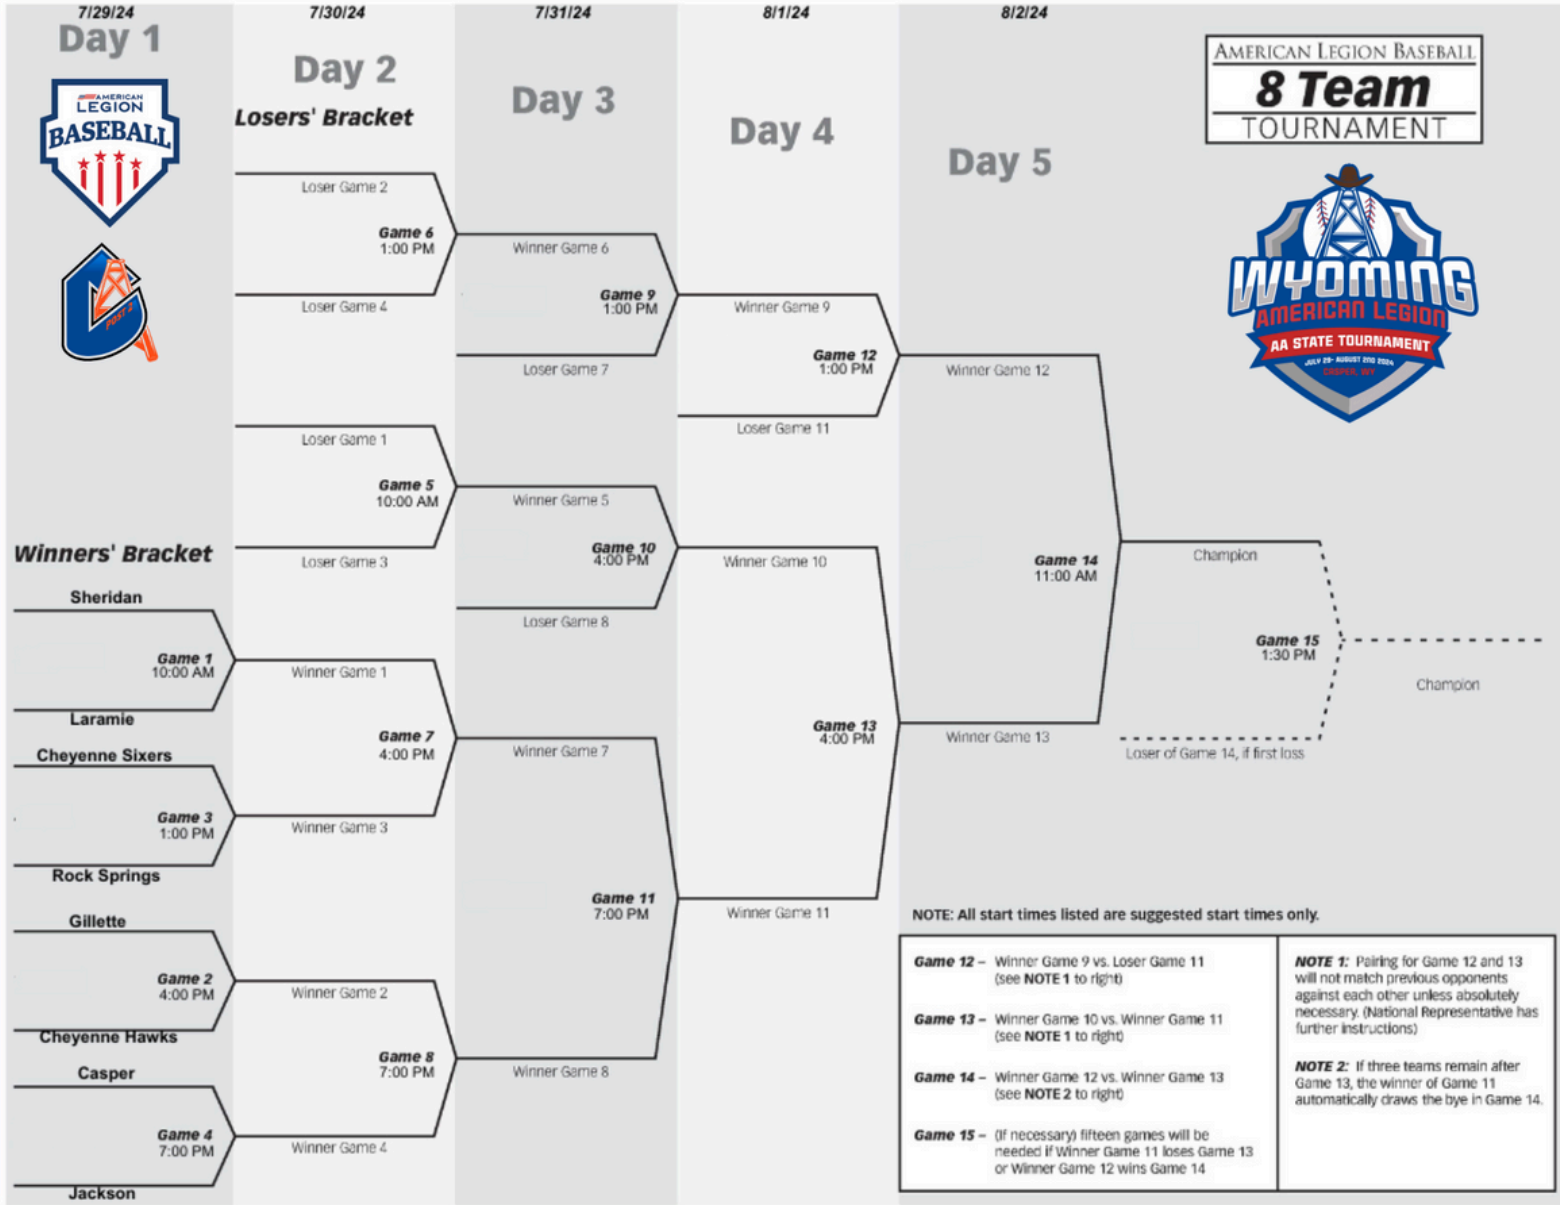 7/29/24
7/30/24
7/31/24
8/1/24
8/2/24
Day 1
Day 2
Day 3
Day 4
Day 5
AMERICAN LEGION BASEBALL
8 Team
TOURNAMENT
AMERICAN
LEGION
BASEBALL
POST 2
WYOMING
AMERICAN LEGION
AA STATE TOURNAMENT
JULY 29- AUGUST 2ND 2024
CASPER, WY
Losers' Bracket
Loser Game 2
Game 6
1:00 PM
Loser Game 4
Loser Game 1
Game 5
10:00 AM
Loser Game 3
Winners' Bracket
Sheridan
Game 1
10:00 AM
Laramie
Cheyenne Sixers
Game 3
1:00 PM
Rock Springs
Gillette
Game 2
4:00 PM
Cheyenne Hawks
Casper
Game 4
7:00 PM
Jackson
Winner Game 1
Game 7
4:00 PM
Winner Game 3
Winner Game 2
Game 8
7:00 PM
Winner Game 4
Winner Game 6
Game 9
1:00 PM
Loser Game 7
Winner Game 5
Game 10
4:00 PM
Loser Game 8
Winner Game 7
Game 11
7:00 PM
Winner Game 8
Winner Game 9
Game 12
1:00 PM
Loser Game 11
Winner Game 10
Game 13
4:00 PM
Winner Game 11
Winner Game 12
Game 14
11:00 AM
Winner Game 13
Champion
Game 15
1:30 PM
Loser of Game 14, if first loss
Champion
NOTE: All start times listed are suggested start times only.
Game 12 – Winner Game 9 vs. Loser Game 11
(see NOTE 1 to right)
Game 13 – Winner Game 10 vs. Winner Game 11
(see NOTE 1 to right)
Game 14 – Winner Game 12 vs. Winner Game 13
(see NOTE 2 to right)
Game 15 – (If necessary) fifteen games will be
needed if Winner Game 11 loses Game 13
or Winner Game 12 wins Game 14
NOTE 1: Pairing for Game 12 and 13
will not match previous opponents
against each other unless absolutely
necessary. (National Representative has
further instructions)
NOTE 2: If three teams remain after
Game 13, the winner of Game 11
automatically draws the bye in Game 14.